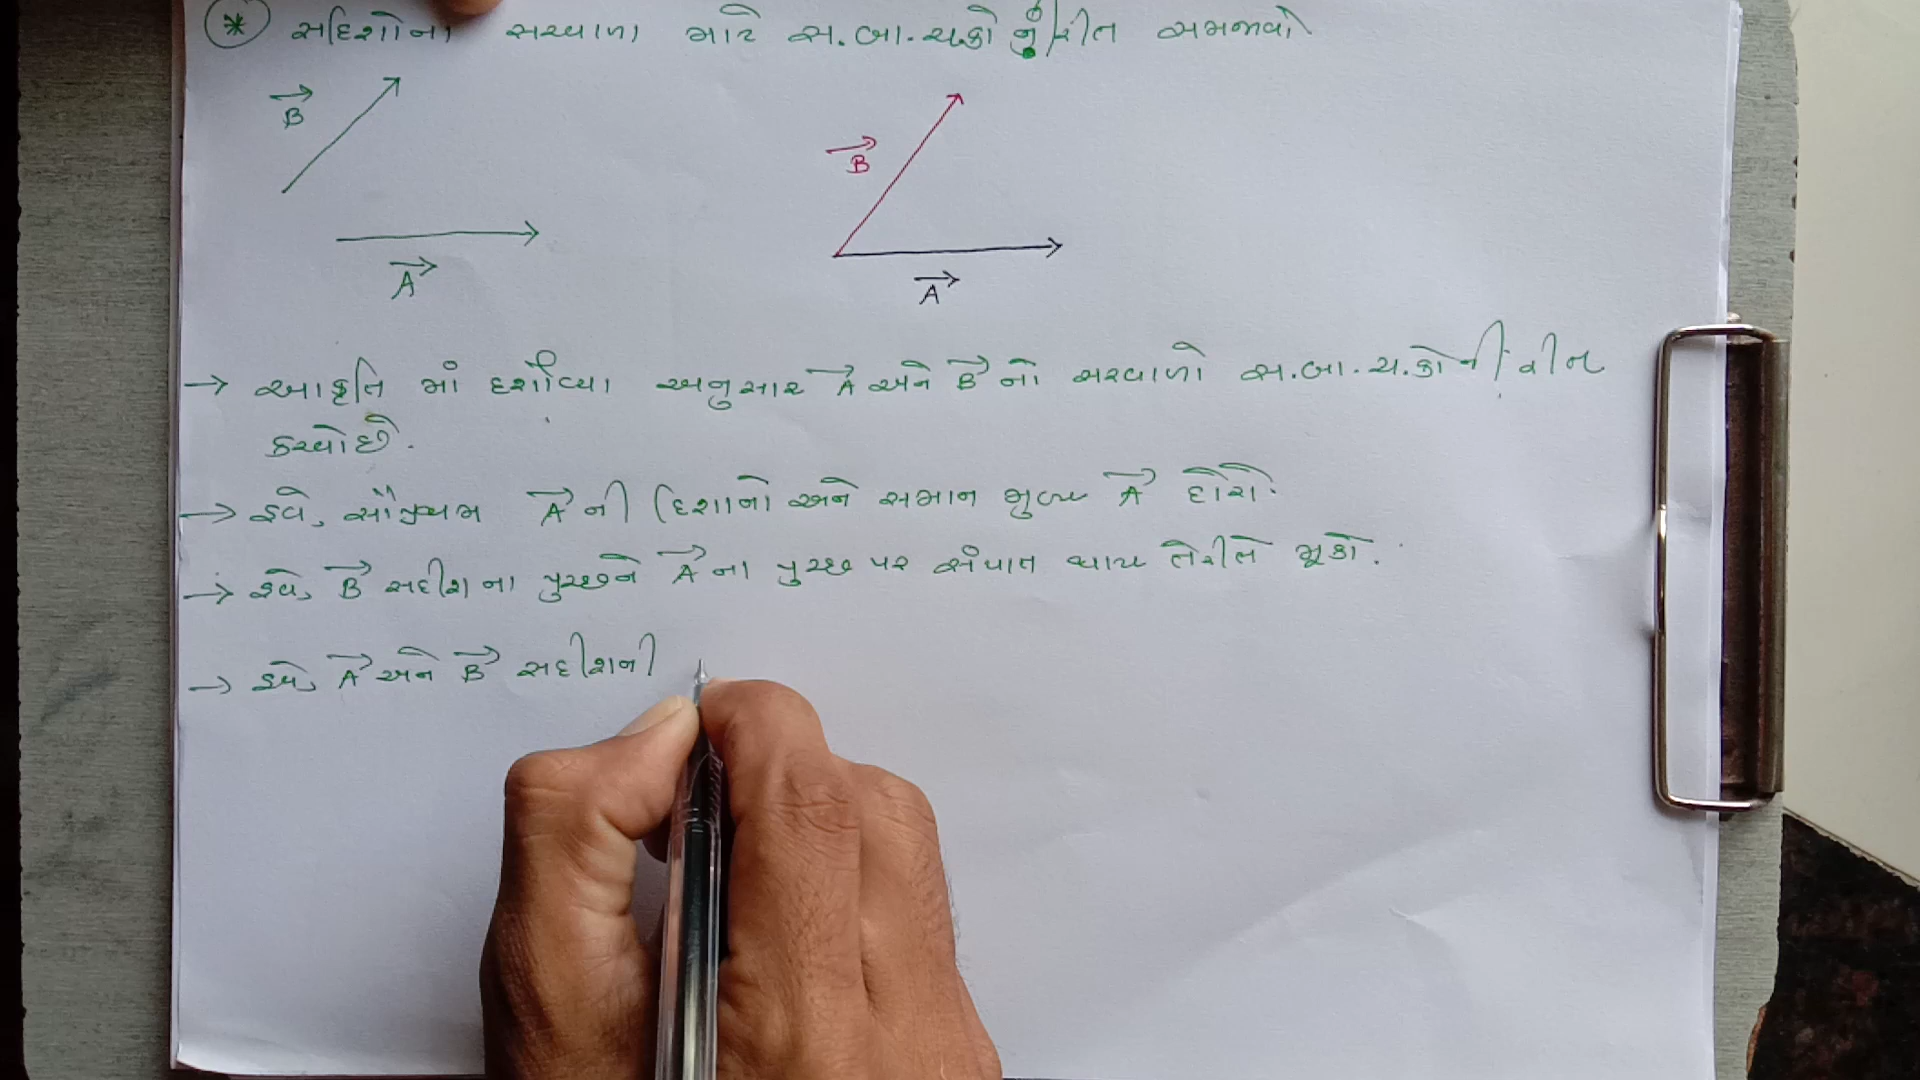 * સદિશોના સરવાળા માટે સ.બા.ચ.કો નું રીત સમજાવો
B
B
A
A
→ આકૃતિ માં દર્શાવ્યા અનુસાર A અને B નો સરવાળો સ.બા.ચ.કો ની રીત
કરવો છે.
→ હવે, સૌપ્રથમ A ની દિશાનો અને સમાન મુલ્ય A દોરો.
→ હવે, B સદીશ ના પુચ્છને A ના પુચ્છ પર સંપાત થાય તેરીતે મૂકો.
→ હવે, A અને B સદીશની